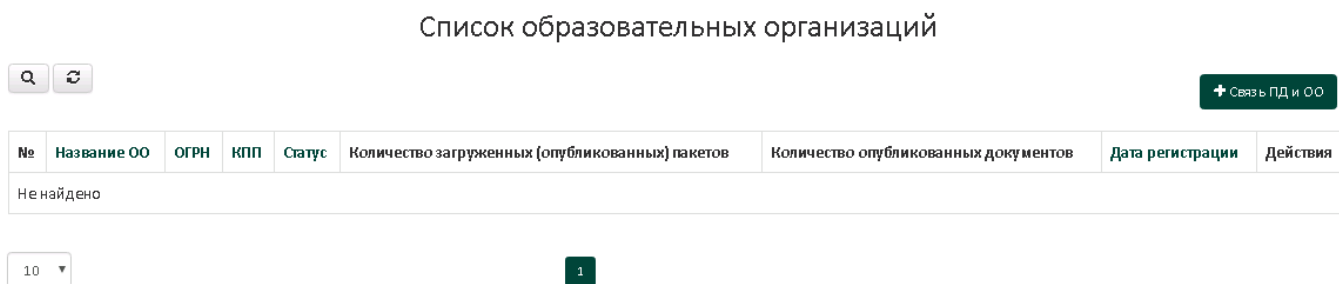 Список образовательных организаций
+ Связь ПД и ОО
№ Название ОО ОГРН КПП Статус Количество загруженных (опубликованных) пакетов Количество опубликованных документов Дата регистрации Действия
Не найдено
10 1